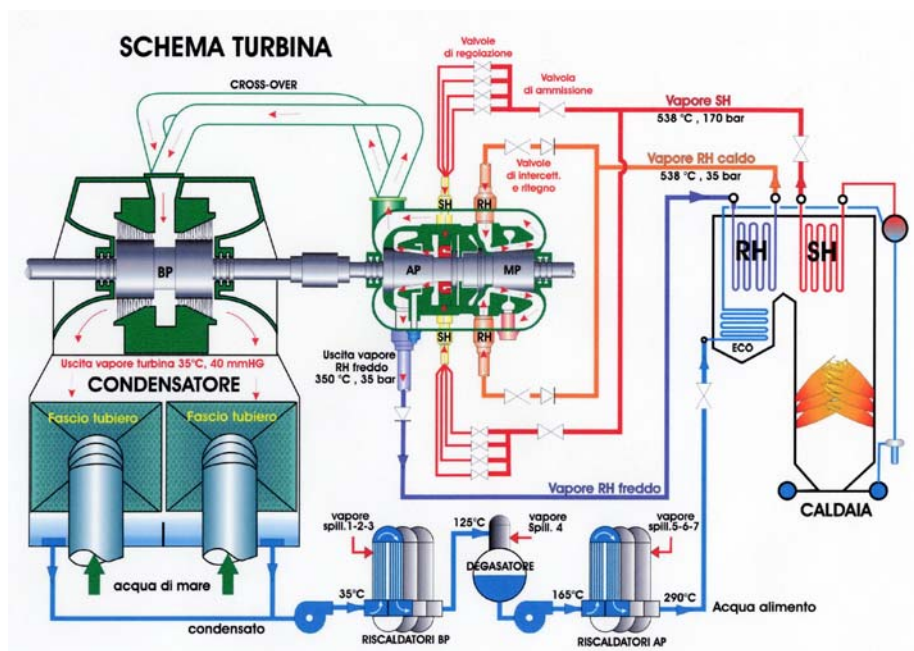 SCHEMA TURBINA
CROSS-OVER
Valvole
di regolazione
Valvola
di ammissione
Vapore SH
538 °C , 170 bar
Vapore RH caldo
538 °C , 35 bar
Valvole
di intercett.
e ritegno
SH
RH
RH
SH
BP
AP
MP
ECO
SH
RH
Uscita vapore turbina 35°C, 40 mmHG
Uscita vapore
RH freddo
350 °C , 35 bar
CONDENSATORE
Fascio tubiero
Fascio tubiero
Vapore RH freddo
CALDAIA
vapore
spill.1-2-3
125°C
vapore
Spill. 4
vapore
spill.5-6-7
DEGASATORE
acqua di mare
35°C
165°C
290°C
Acqua alimento
condensato
RISCALDATORI BP
RISCALDATORI AP